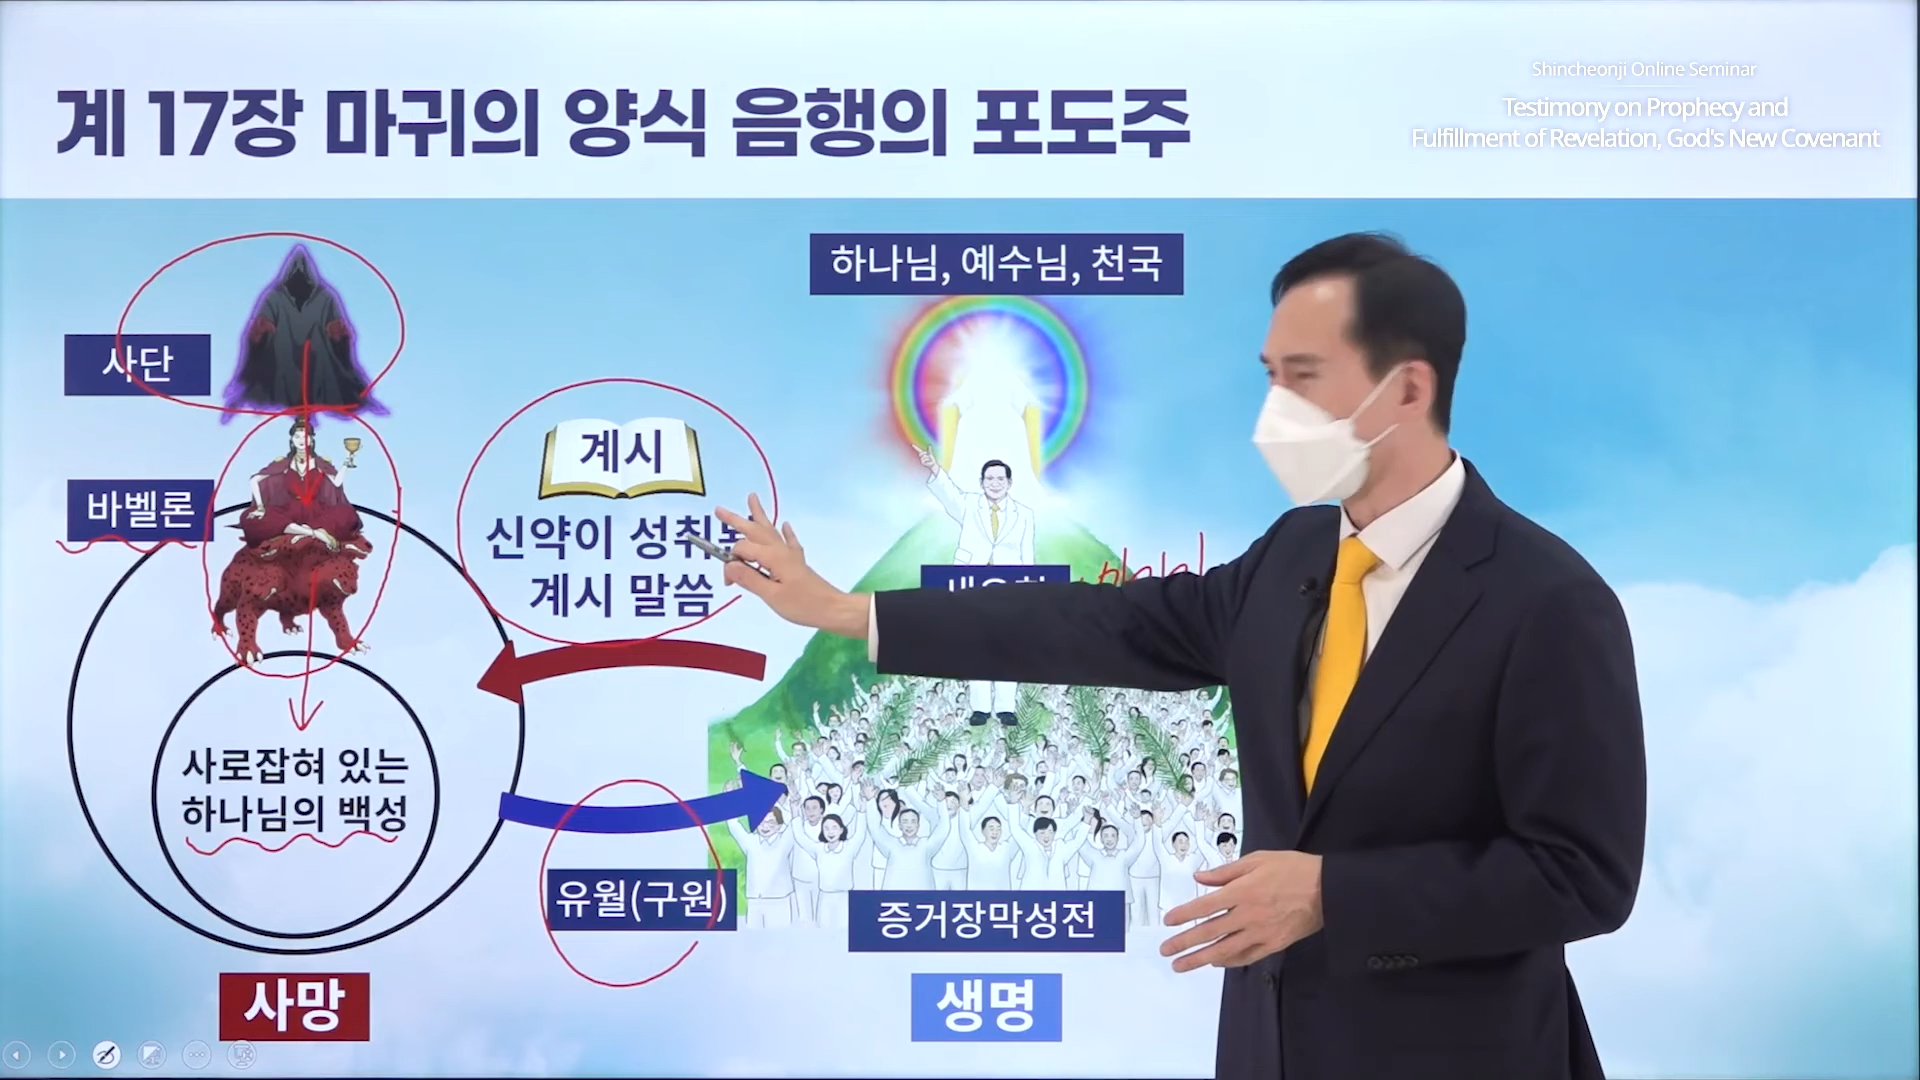 계 17장 마귀의 양식 음행의 포도주
Shincheonji Online Seminar
Testimony on Prophecy and
Fulfillment of Revelation, God's New Covenant
하나님, 예수님, 천국
사단
바벨론
계시
신약이
계시 말씀
사로잡혀 있는
하나님의 백성
유월(구원)
증거장막성전
사망
생명